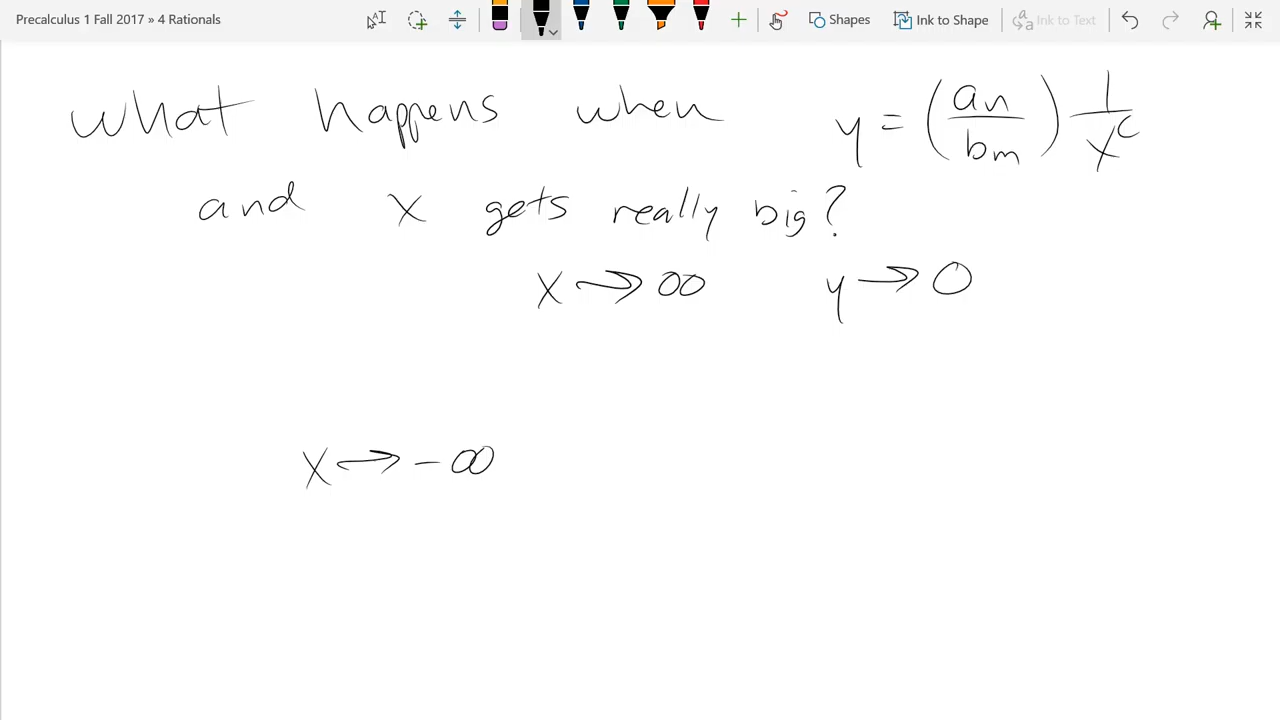 Precalculus 1 Fall 2017 » 4 Rationals Shapes Ink to Shape Ink to Text
what happens when y = (an/bm) 1/x^c
and x gets really big?
x → ∞ y → 0
x → -∞